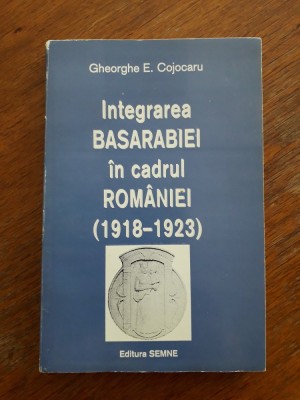 Gheorghe E. Cojocaru
Integrarea
BASARABIEI
în cadrul
ROMÂNIEI
(1918-1923)
Editura SEMNE